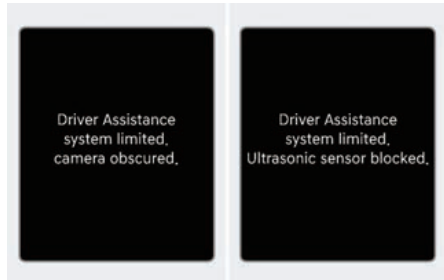 Driver Assistance
system limited.
camera obscured.
Driver Assistance
system limited.
Ultrasonic sensor blocked.